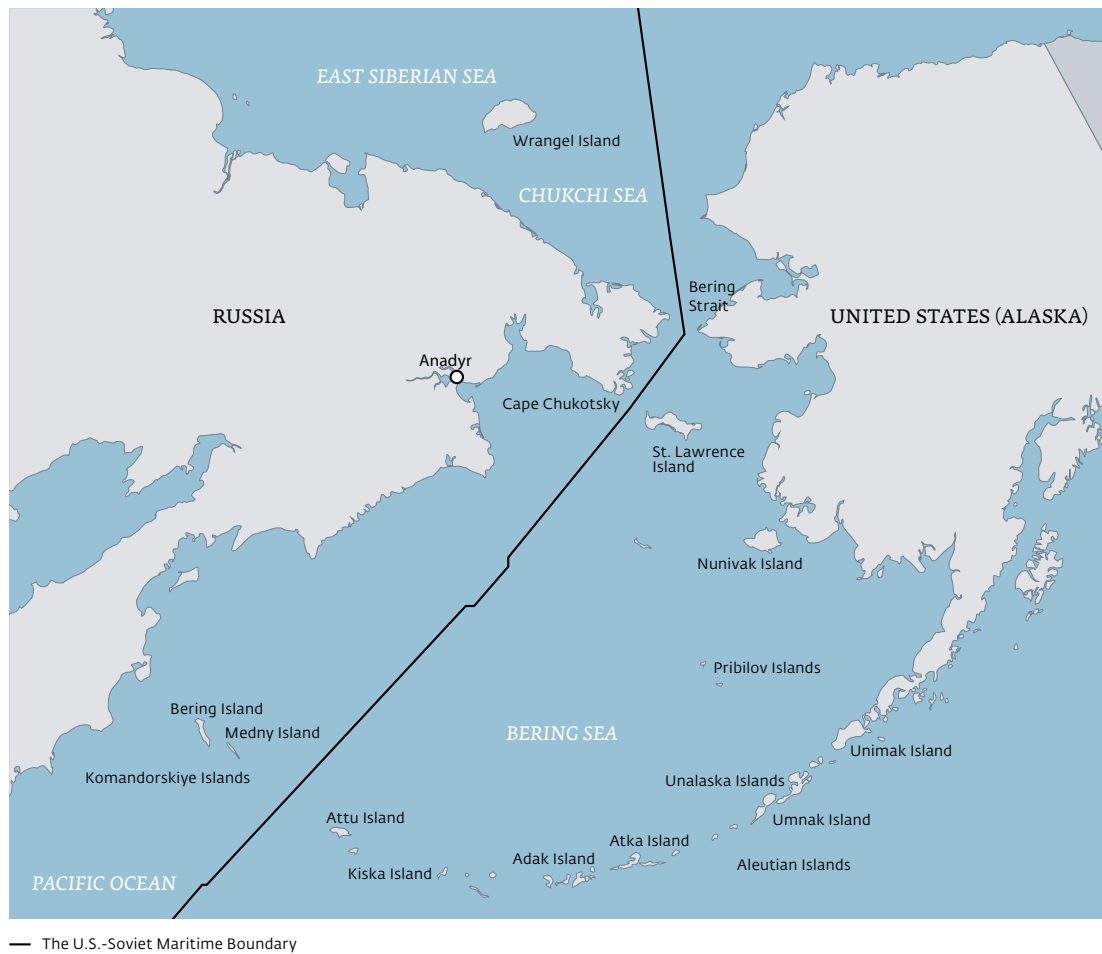 EAST SIBERIAN SEA
Wrangel Island
CHUKCHI SEA
Bering
Strait
RUSSIA
UNITED STATES (ALASKA)
Anadyr
Cape Chukotsky
St. Lawrence
Island
Nunivak Island
Pribilov Islands
Bering Island
Medny Island
BERING SEA
Unimak Island
Komandorskiye Islands
Unalaska Islands
Attu Island
Umnak Island
Atka Island
Adak Island
Aleutian Islands
Kiska Island
PACIFIC OCEAN
The U.S.-Soviet Maritime Boundary